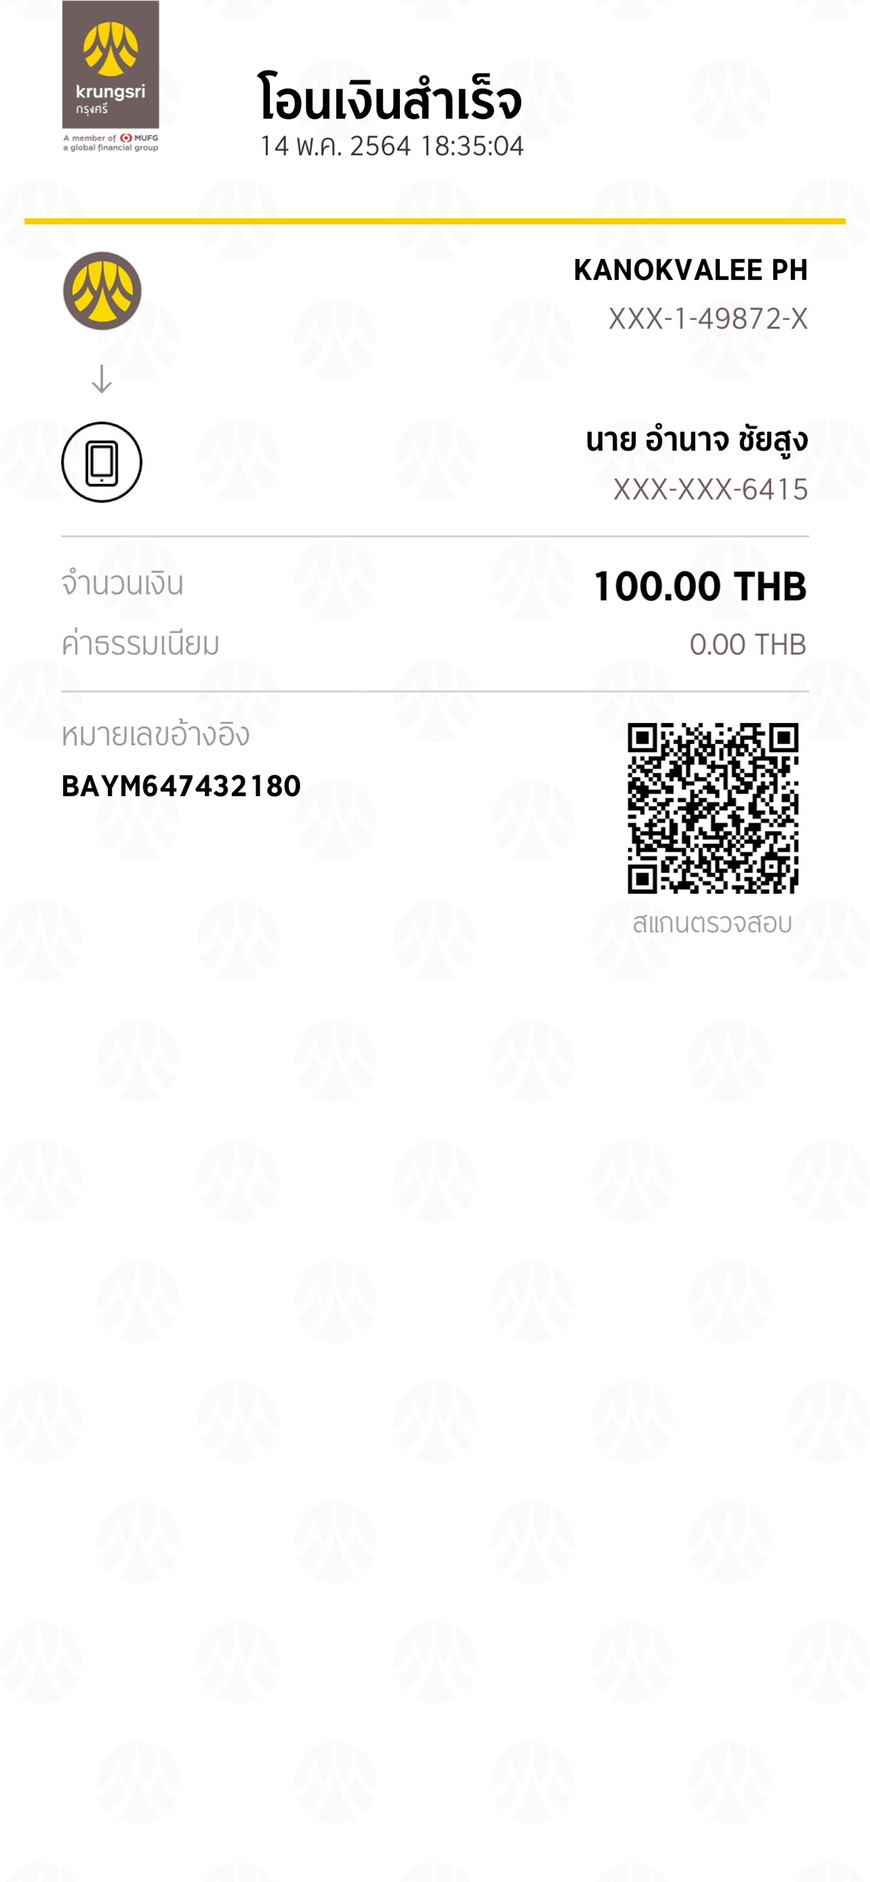 krungsri
กรุงศรี
A member of MUFG
a global financial group
โอนเงินสำเร็จ
14 พ.ค. 2564 18:35:04
KANOKVALEE PH
XXX-1-49872-X
นาย อำนาจ ชัยสูง
XXX-XXX-6415
จำนวนเงิน 100.00 THB
ค่าธรรมเนียม 0.00 THB
หมายเลขอ้างอิง
BAYM647432180
สแกนตรวจสอบ